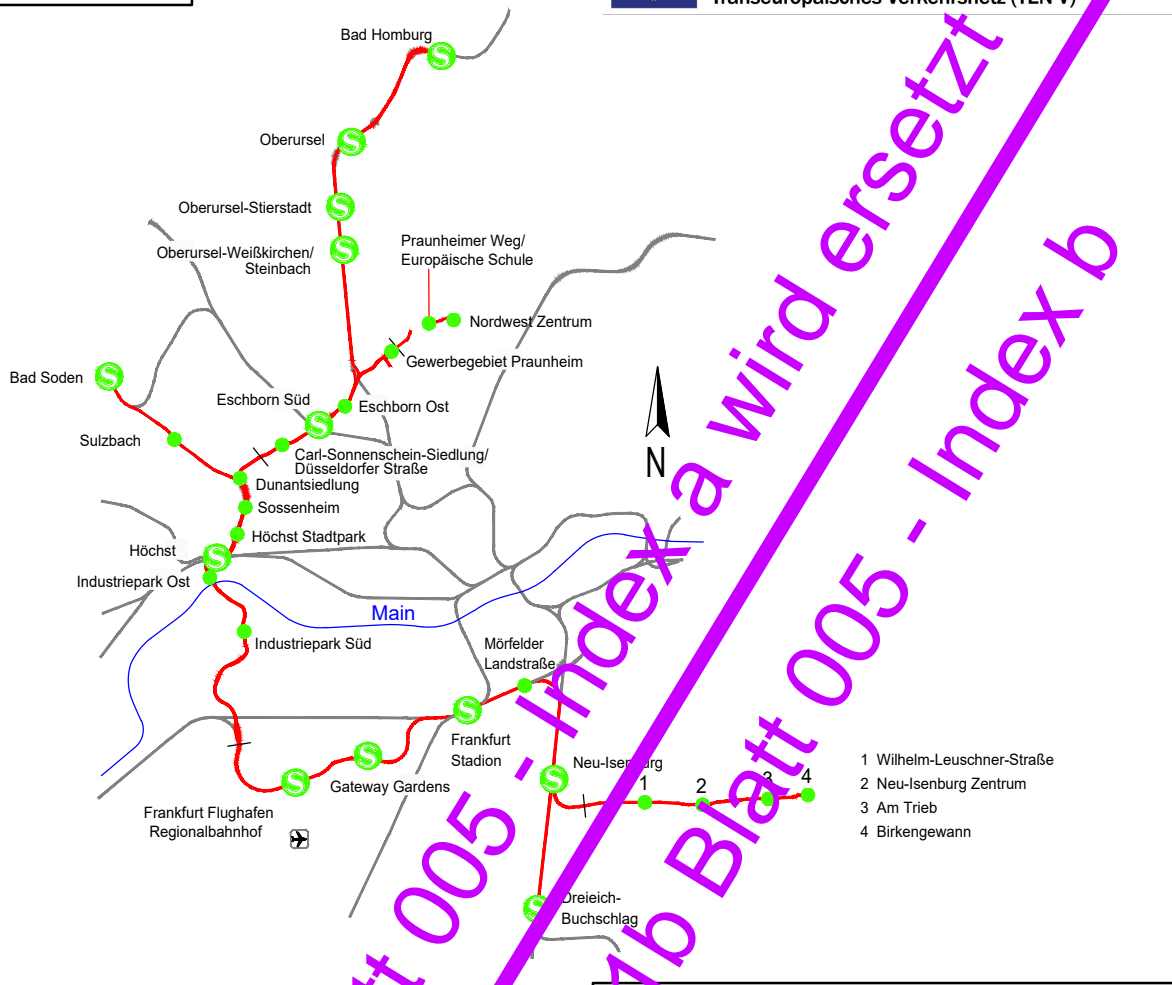 Transeuropäisches Verkehrsnetz (TEN-V)
Bad Homburg
Oberursel
Oberursel-Stierstadt
Oberursel-Weißkirchen/
Steinbach
Praunheimer Weg/
Europäische Schule
Nordwest Zentrum
Gewerbegebiet Praunheim
Bad Soden
Eschborn Süd
Eschborn Ost
Sulzbach
Carl-Sonnenschein-Siedlung/
Düsseldorfer Straße
Dunantsiedlung
Sossenheim
Höchst Stadtpark
Höchst
Industriepark Ost
Main
Industriepark Süd
Mörfelder
Landstraße
Frankfurt
Stadion
Gateway Gardens
Frankfurt Flughafen
Regionalbahnhof
Neu-Isenburg
1
2
3
4
Dreieich-
Buchschlag
N
1 Wilhelm-Leuschner-Straße
2 Neu-Isenburg Zentrum
3 Am Trieb
4 Birkengewann
005 - Index a wird ersetzt
1b Blatt 005 - Index b